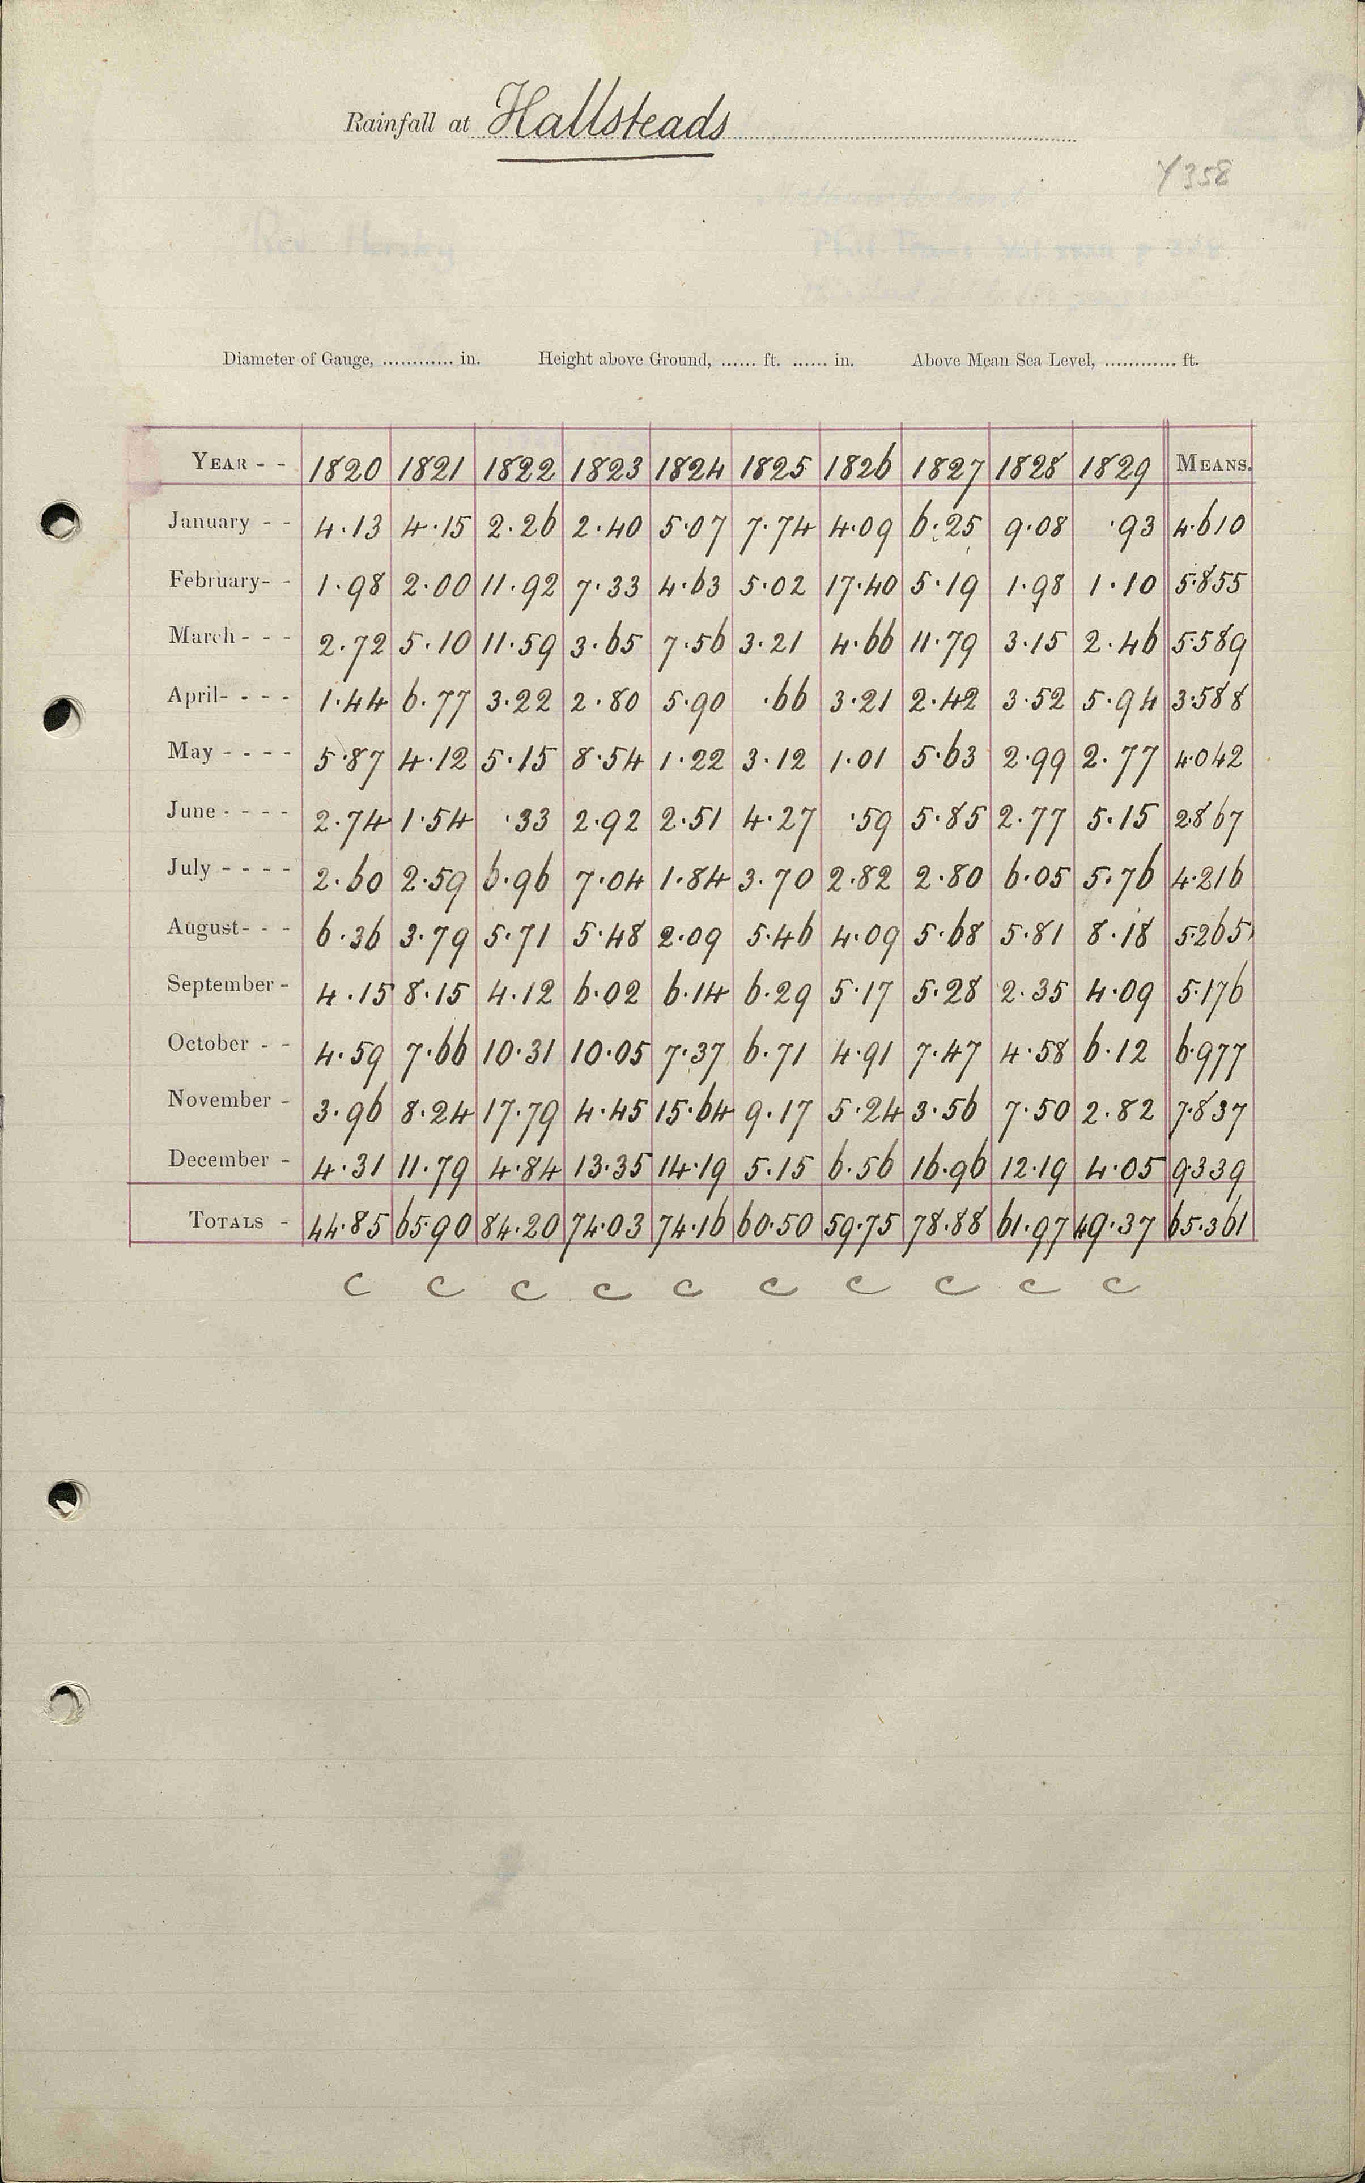 Rainfall at Hallsteads
Y358
Diameter of Gauge, ............ in. Height above Ground, ...... ft. ...... in. Above Mean Sea Level, ............ ft.
YEAR - - 1820 1821 1822 1823 1824 1825 1826 1827 1828 1829 MEANS.
January - - 4.13 4.15 2.26 2.40 5.07 7.74 4.09 6.25 9.08 .93 4.610
February - - 1.98 2.00 11.92 7.33 4.63 5.02 17.40 5.19 1.98 1.10 5.855
March - - - 2.72 5.10 11.59 3.65 7.56 3.21 4.66 11.79 3.15 2.46 5.589
April - - - - 1.44 6.77 3.22 2.80 5.90 .66 3.21 2.42 3.52 5.94 3.588
May - - - - 5.87 4.12 5.15 8.54 1.22 3.12 1.01 5.63 2.99 2.77 4.042
June - - - - 2.74 1.54 .33 2.92 2.51 4.27 .59 5.85 2.77 5.15 2.867
July - - - - 2.60 2.59 6.96 7.04 1.84 3.70 2.82 2.80 6.05 5.76 4.216
August - - - 6.36 3.79 5.71 5.48 2.09 5.46 4.09 5.68 5.81 8.18 5.265
September - 4.15 8.15 4.12 6.02 6.14 6.29 5.17 5.28 2.35 4.09 5.176
October - - 4.59 7.66 10.31 10.05 7.37 6.71 4.91 7.47 4.58 6.12 6.977
November - 3.96 8.24 17.79 4.45 15.64 9.17 5.24 3.56 7.50 2.82 7.837
December - 4.31 11.79 4.84 13.35 14.19 5.15 6.56 16.96 12.19 4.05 9.339
TOTALS - 44.85 65.90 84.20 74.03 74.16 60.50 59.75 78.88 61.97 49.37 65.361
C C C C C C C C C C